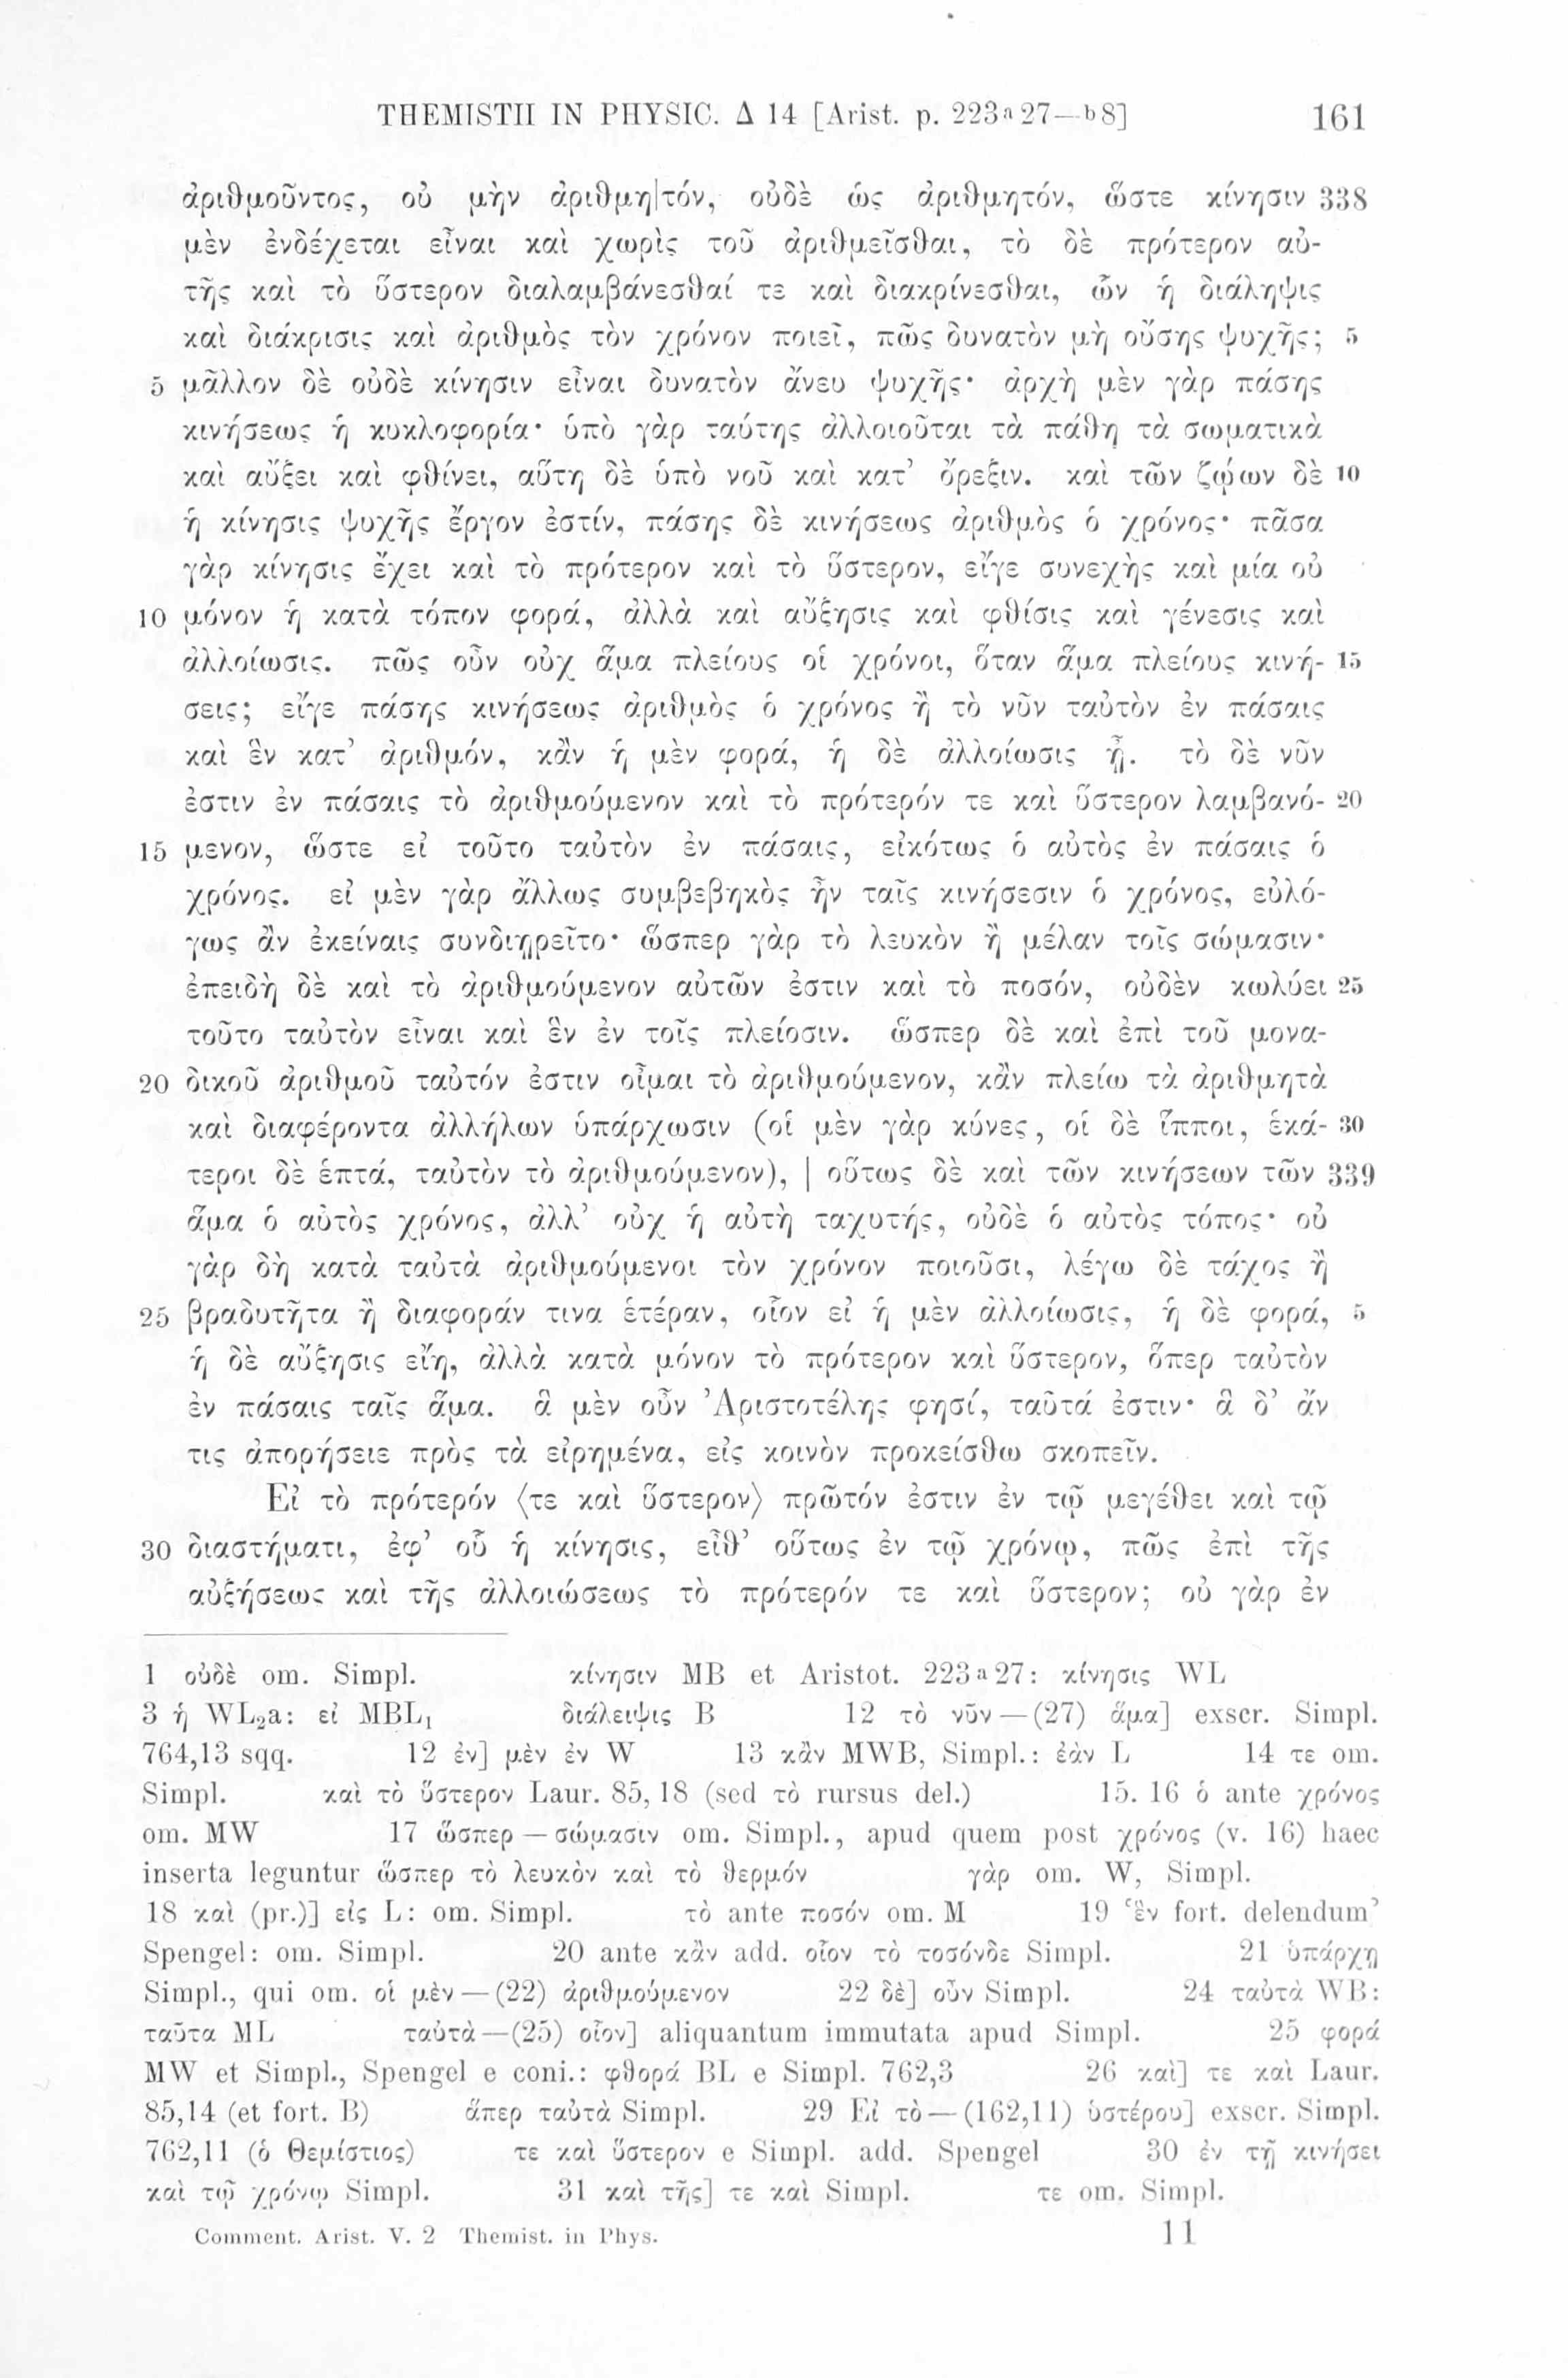 THEMISTII IN PHYSIC. Δ 14 [Arist. p. 223ᵃ27—ᵇ8] 161
ἀριθμοῦντος, οὐ μὴν ἀριθμη|τόν, οὐδὲ ὡς ἀριθμητόν, ὥστε κίνησιν 338
μὲν ἐνδέχεται εἶναι καὶ χωρὶς τοῦ ἀριθμεῖσθαι, τὸ δὲ πρότερον αὐ-
τῆς καὶ τὸ ὕστερον διαλαμβάνεσθαί τε καὶ διακρίνεσθαι, ὧν ἡ διάληψις
καὶ διάκρισις καὶ ἀριθμὸς τὸν χρόνον ποιεῖ, πῶς δυνατὸν μὴ οὔσης ψυχῆς; 5
5 μᾶλλον δὲ οὐδὲ κίνησιν εἶναι δυνατὸν ἄνευ ψυχῆς· ἀρχὴ μὲν γὰρ πάσης
κινήσεως ἡ κυκλοφορία· ὑπὸ γὰρ ταύτης ἀλλοιοῦται τὰ πάθη τὰ σωματικὰ
καὶ αὔξει καὶ φθίνει, αὕτη δὲ ὑπὸ νοῦ καὶ κατ’ ὄρεξιν. καὶ τῶν ζῴων δὲ 10
ἡ κίνησις ψυχῆς ἔργον ἐστίν, πάσης δὲ κινήσεως ἀριθμὸς ὁ χρόνος· πᾶσα
γὰρ κίνησις ἔχει καὶ τὸ πρότερον καὶ τὸ ὕστερον, εἴγε συνεχὴς καὶ μία οὐ
10 μόνον ἡ κατὰ τόπον φορά, ἀλλὰ καὶ αὔξησις καὶ φθίσις καὶ γένεσις καὶ
ἀλλοίωσις. πῶς οὖν οὐχ ἅμα πλείους οἱ χρόνοι, ὅταν ἅμα πλείους κινή- 15
σεις; εἴγε πάσης κινήσεως ἀριθμὸς ὁ χρόνος ἢ τὸ νῦν ταὐτὸν ἐν πάσαις
καὶ ἓν κατ’ ἀριθμόν, κἂν ἡ μὲν φορά, ἡ δὲ ἀλλοίωσις ᾖ. τὸ δὲ νῦν
ἐστιν ἐν πάσαις τὸ ἀριθμούμενον καὶ τὸ πρότερόν τε καὶ ὕστερον λαμβανό- 20
15 μενον, ὥστε εἰ τοῦτο ταὐτὸν ἐν πάσαις, εἰκότως ὁ αὐτὸς ἐν πάσαις ὁ
χρόνος. εἰ μὲν γὰρ ἄλλως συμβεβηκὸς ἦν ταῖς κινήσεσιν ὁ χρόνος, εὐλό-
γως ἂν ἐκείναις συνδιῃρεῖτο· ὥσπερ γὰρ τὸ λευκὸν ἢ μέλαν τοῖς σώμασιν·
ἐπειδὴ δὲ καὶ τὸ ἀριθμούμενον αὐτῶν ἐστιν καὶ τὸ ποσόν, οὐδὲν κωλύει 25
τοῦτο ταὐτὸν εἶναι καὶ ἓν ἐν τοῖς πλείοσιν. ὥσπερ δὲ καὶ ἐπὶ τοῦ μονα-
20 δικοῦ ἀριθμοῦ ταὐτόν ἐστιν οἶμαι τὸ ἀριθμούμενον, κἂν πλείω τὰ ἀριθμητὰ
καὶ διαφέροντα ἀλλήλων ὑπάρχωσιν (οἱ μὲν γὰρ κύνες, οἱ δὲ ἵπποι, ἑκά- 30
τεροι δὲ ἑπτά, ταὐτὸν τὸ ἀριθμούμενον), | οὕτως δὲ καὶ τῶν κινήσεων τῶν 339
ἅμα ὁ αὐτὸς χρόνος, ἀλλ’ οὐχ ἡ αὐτὴ ταχυτής, οὐδὲ ὁ αὐτὸς τόπος· οὐ
γὰρ δὴ κατὰ ταὐτὰ ἀριθμούμενοι τὸν χρόνον ποιοῦσι, λέγω δὲ τάχος ἢ
25 βραδυτῆτα ἢ διαφοράν τινα ἑτέραν, οἷον εἰ ἡ μὲν ἀλλοίωσις, ἡ δὲ φορά, 5
ἡ δὲ αὔξησις εἴη, ἀλλὰ κατὰ μόνον τὸ πρότερον καὶ ὕστερον, ὅπερ ταὐτὸν
ἐν πάσαις ταῖς ἅμα. ἃ μὲν οὖν Ἀριστοτέλης φησί, ταῦτά ἐστιν· ἃ δ’ ἄν
τις ἀπορήσειε πρὸς τὰ εἰρημένα, εἰς κοινὸν προκείσθω σκοπεῖν.
Εἰ τὸ πρότερόν ⟨τε καὶ ὕστερον⟩ πρῶτόν ἐστιν ἐν τῷ μεγέθει καὶ τῷ
30 διαστήματι, ἐφ’ οὗ ἡ κίνησις, εἶθ’ οὕτως ἐν τῷ χρόνῳ, πῶς ἐπὶ τῆς
αὐξήσεως καὶ τῆς ἀλλοιώσεως τὸ πρότερόν τε καὶ ὕστερον; οὐ γὰρ ἐν
1 οὐδὲ om. Simpl. κίνησιν MB et Aristot. 223ᵃ27: κίνησις WL
3 ἡ WL₂a: εἰ MBL₁ διάλειψις B 12 τὸ νῦν—(27) ἅμα] exscr. Simpl.
764,13 sqq. 12 ἐν] μὲν ἐν W 13 κἂν MWB, Simpl.: ἐὰν L 14 τε om.
Simpl. καὶ τὸ ὕστερον Laur. 85,18 (sed τὸ rursus del.) 15. 16 ὁ ante χρόνος
om. MW 17 ὥσπερ—σώμασιν om. Simpl., apud quem post χρόνος (v. 16) haec
inserta leguntur ὥσπερ τὸ λευκὸν καὶ τὸ θερμόν γὰρ om. W, Simpl.
18 καὶ (pr.)] εἰς L: om. Simpl. τὸ ante ποσόν om. M 19 ‘ἓν fort. delendum’
Spengel: om. Simpl. 20 ante κἂν add. οἷον τὸ τοσόνδε Simpl. 21 ὑπάρχῃ
Simpl., qui om. οἱ μὲν—(22) ἀριθμούμενον 22 δὲ] οὖν Simpl. 24 ταὐτὰ WB:
ταῦτα ML ταὐτὰ—(25) οἷον] aliquantum immutata apud Simpl. 25 φορά
MW et Simpl., Spengel e coni.: φθορά BL e Simpl. 762,3 26 καὶ] τε καὶ Laur.
85,14 (et fort. B) ἅπερ ταὐτὰ Simpl. 29 Εἰ τὸ—(162,11) ὑστέρου] exscr. Simpl.
762,11 (ὁ Θεμίστιος) τε καὶ ὕστερον e Simpl. add. Spengel 30 ἐν τῇ κινήσει
καὶ τῷ χρόνῳ Simpl. 31 καὶ τῆς] τε καὶ Simpl. τε om. Simpl.
Comment. Arist. V. 2 Themist. in Phys. 11